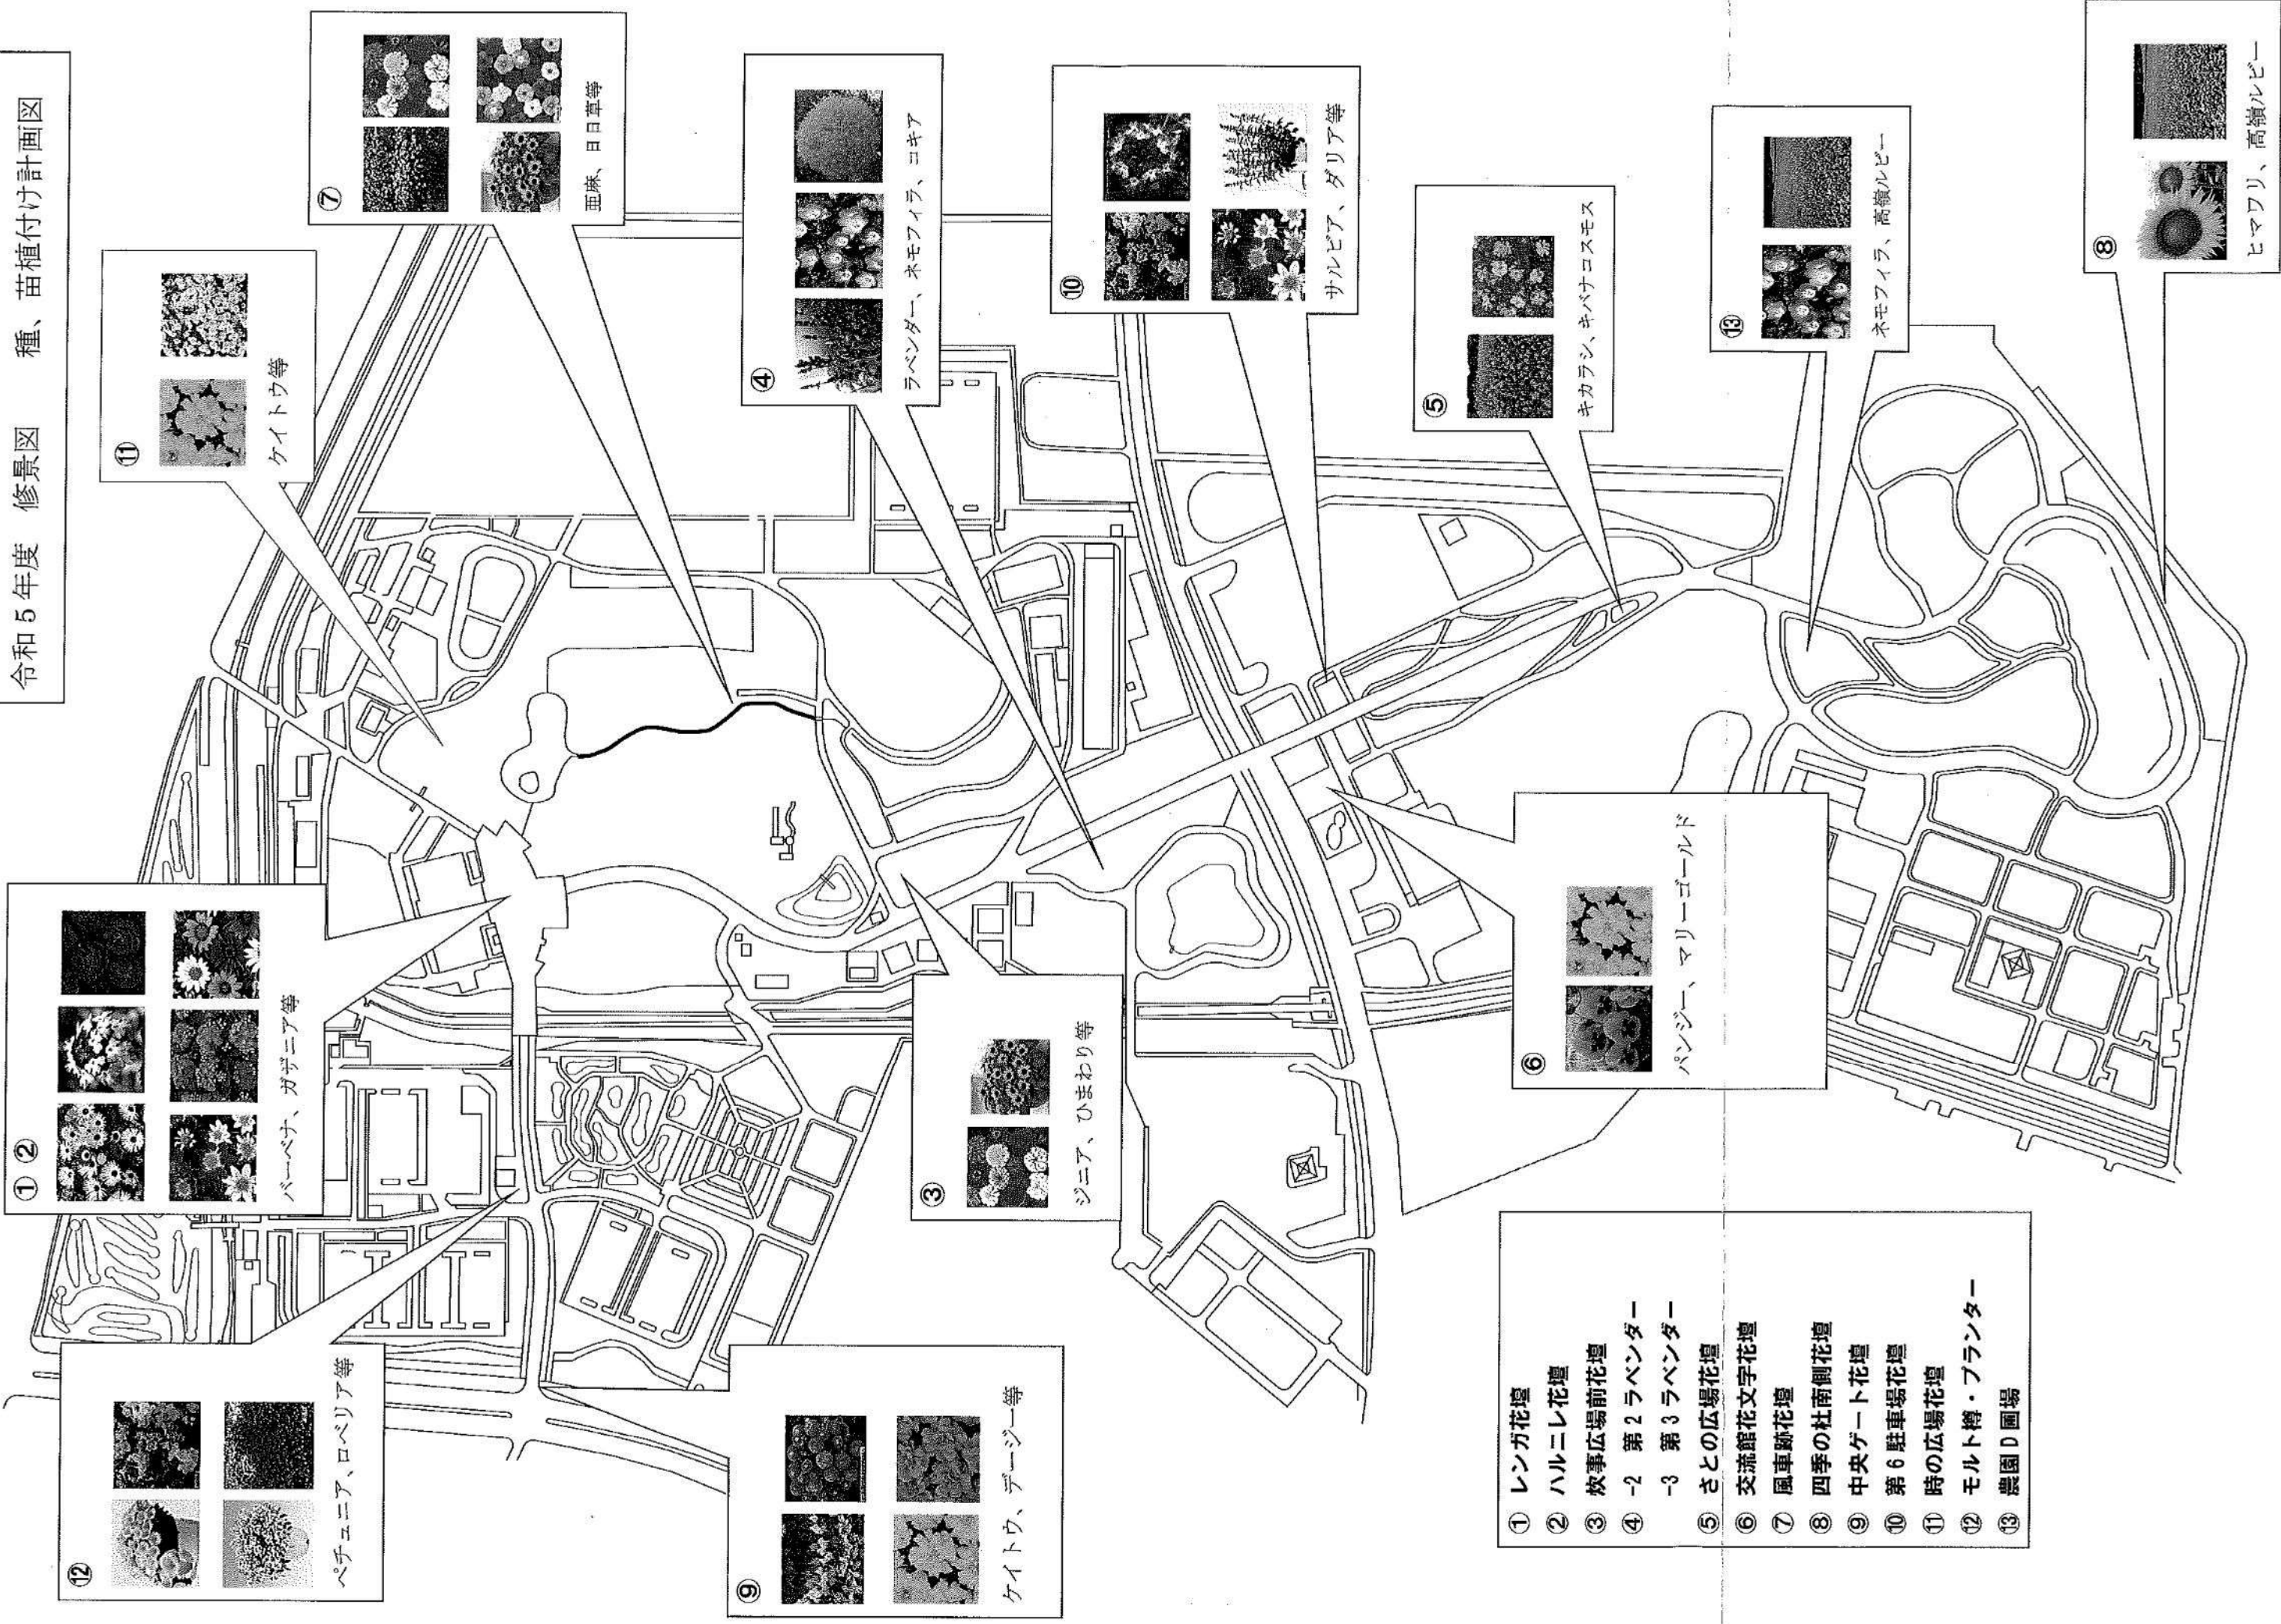 令和5年度 修景図 種、苗植付け計画図
① ②
バーベナ、ガザニア等
⑪
ケイトウ等
⑦
亜麻、日日草等
④
ラベンダー、ネモフィラ、コキア
⑩
サルビア、ダリア等
⑤
キカラシ、キバナコスモス
⑬
ネモフィラ、高嶺ルビー
⑧
ヒマワリ、高嶺ルビー
⑫
ペチュニア、ロベリア等
⑨
ケイトウ、デージー等
③
ジニア、ひまわり等
⑥
パンジー、マリーゴールド
① レンガ花壇
② ハルニレ花壇
③ 炊事広場前花壇
④ -2 第2ラベンダー
-3 第3ラベンダー
⑤ さとの広場花壇
⑥ 交流館花文字花壇
⑦ 風車跡花壇
⑧ 四季の杜南側花壇
⑨ 中央ゲート花壇
⑩ 第6駐車場花壇
⑪ 時の広場花壇
⑫ モルト樽・プランター
⑬ 農園D圃場